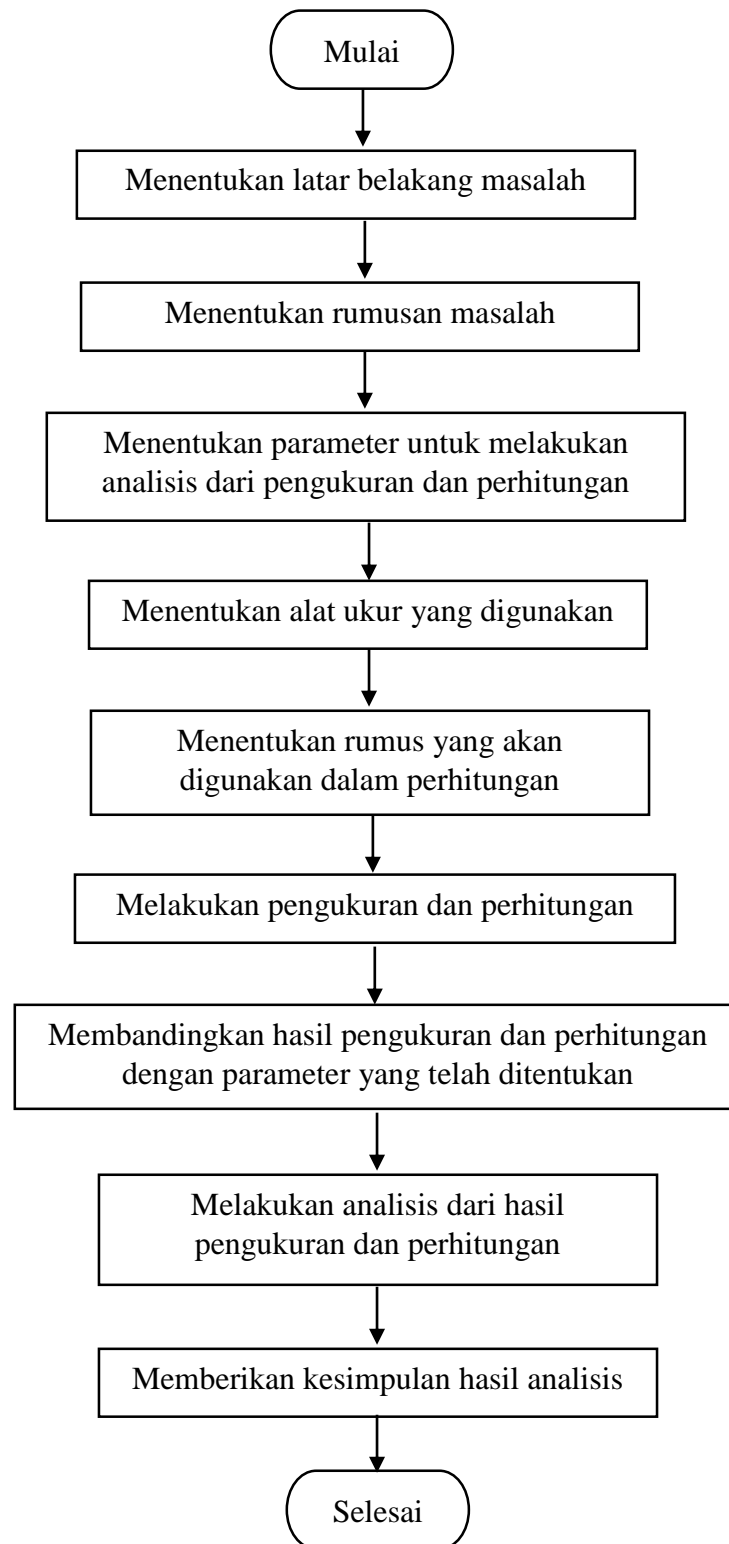 Mulai
Menentukan latar belakang masalah
Menentukan rumusan masalah
Menentukan parameter untuk melakukan
analisis dari pengukuran dan perhitungan
Menentukan alat ukur yang digunakan
Menentukan rumus yang akan
digunakan dalam perhitungan
Melakukan pengukuran dan perhitungan
Membandingkan hasil pengukuran dan perhitungan
dengan parameter yang telah ditentukan
Melakukan analisis dari hasil
pengukuran dan perhitungan
Memberikan kesimpulan hasil analisis
Selesai